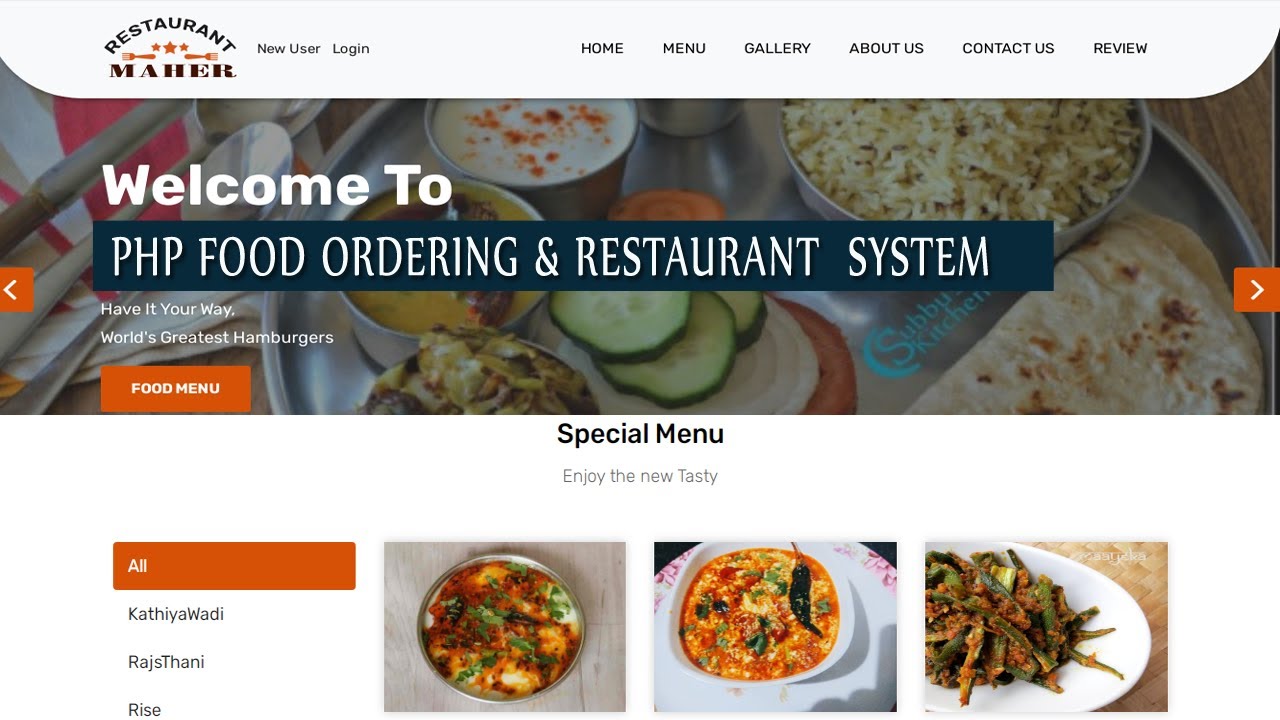 RESTAURANT
MAHER
New User Login
HOME MENU GALLERY ABOUT US CONTACT US REVIEW
Welcome To
PHP FOOD ORDERING & RESTAURANT SYSTEM
Have It Your Way,
World's Greatest Hamburgers
FOOD MENU
Subbus
Kitchen
Special Menu
Enjoy the new Tasty
All
KathiyaWadi
RajsThani
Rise